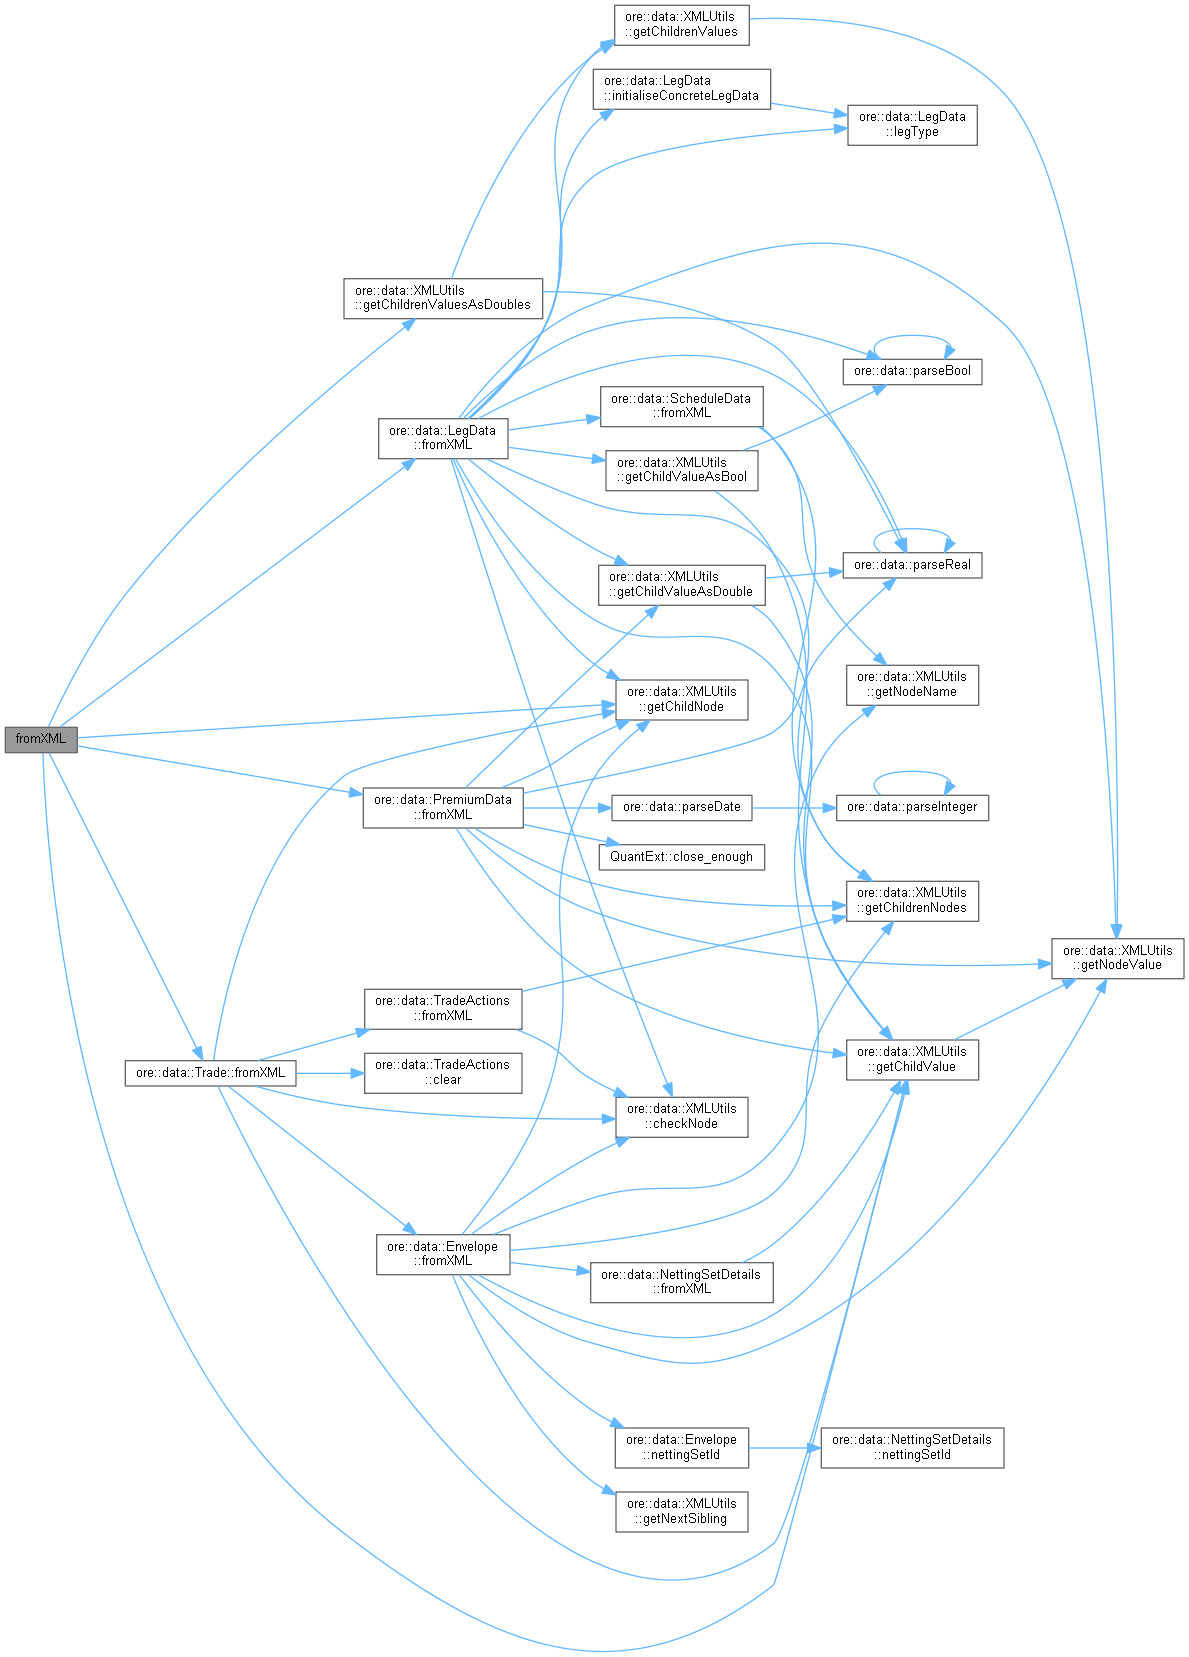 ore::data::XMLUtils
::getChildrenValues
ore::data::LegData
::initialiseConcreteLegData
ore::data::LegData
::legType
ore::data::XMLUtils
::getChildrenValuesAsDoubles
ore::data::parseBool
ore::data::ScheduleData
::fromXML
ore::data::LegData
::fromXML
ore::data::XMLUtils
::getChildValueAsBool
ore::data::parseReal
ore::data::XMLUtils
::getChildValueAsDouble
ore::data::XMLUtils
::getNodeName
ore::data::XMLUtils
::getChildNode
fromXML
ore::data::PremiumData
::fromXML
ore::data::parseDate
ore::data::parseInteger
QuantExt::close_enough
ore::data::XMLUtils
::getChildrenNodes
ore::data::XMLUtils
::getNodeValue
ore::data::TradeActions
::fromXML
ore::data::XMLUtils
::getChildValue
ore::data::Trade::fromXML
ore::data::TradeActions
::clear
ore::data::XMLUtils
::checkNode
ore::data::Envelope
::fromXML
ore::data::NettingSetDetails
::fromXML
ore::data::Envelope
::nettingSetId
ore::data::NettingSetDetails
::nettingSetId
ore::data::XMLUtils
::getNextSibling